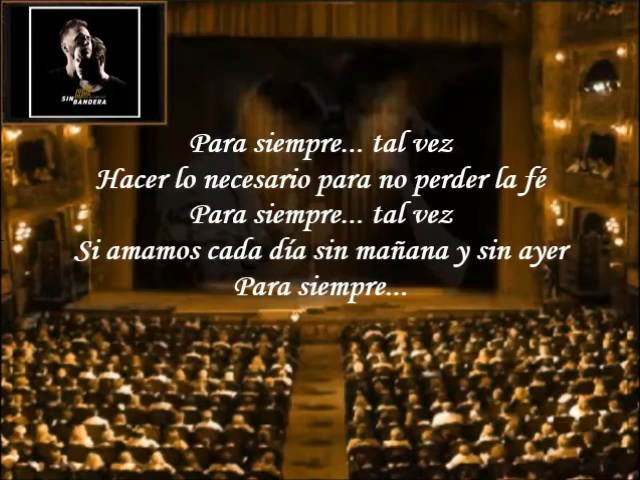 SIN BANDERA
Para siempre... tal vez
Hacer lo necesario para no perder la fé
Para siempre... tal vez
Si amamos cada día sin mañana y sin ayer
Para siempre...